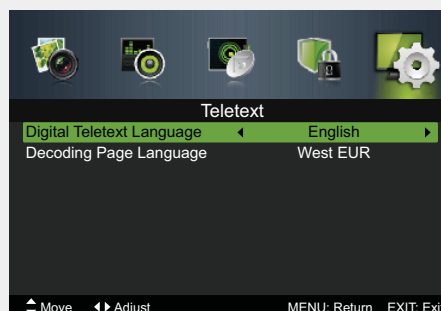 Teletext
Digital Teletext Language English
Decoding Page Language West EUR
Move Adjust MENU: Return EXIT: Exi